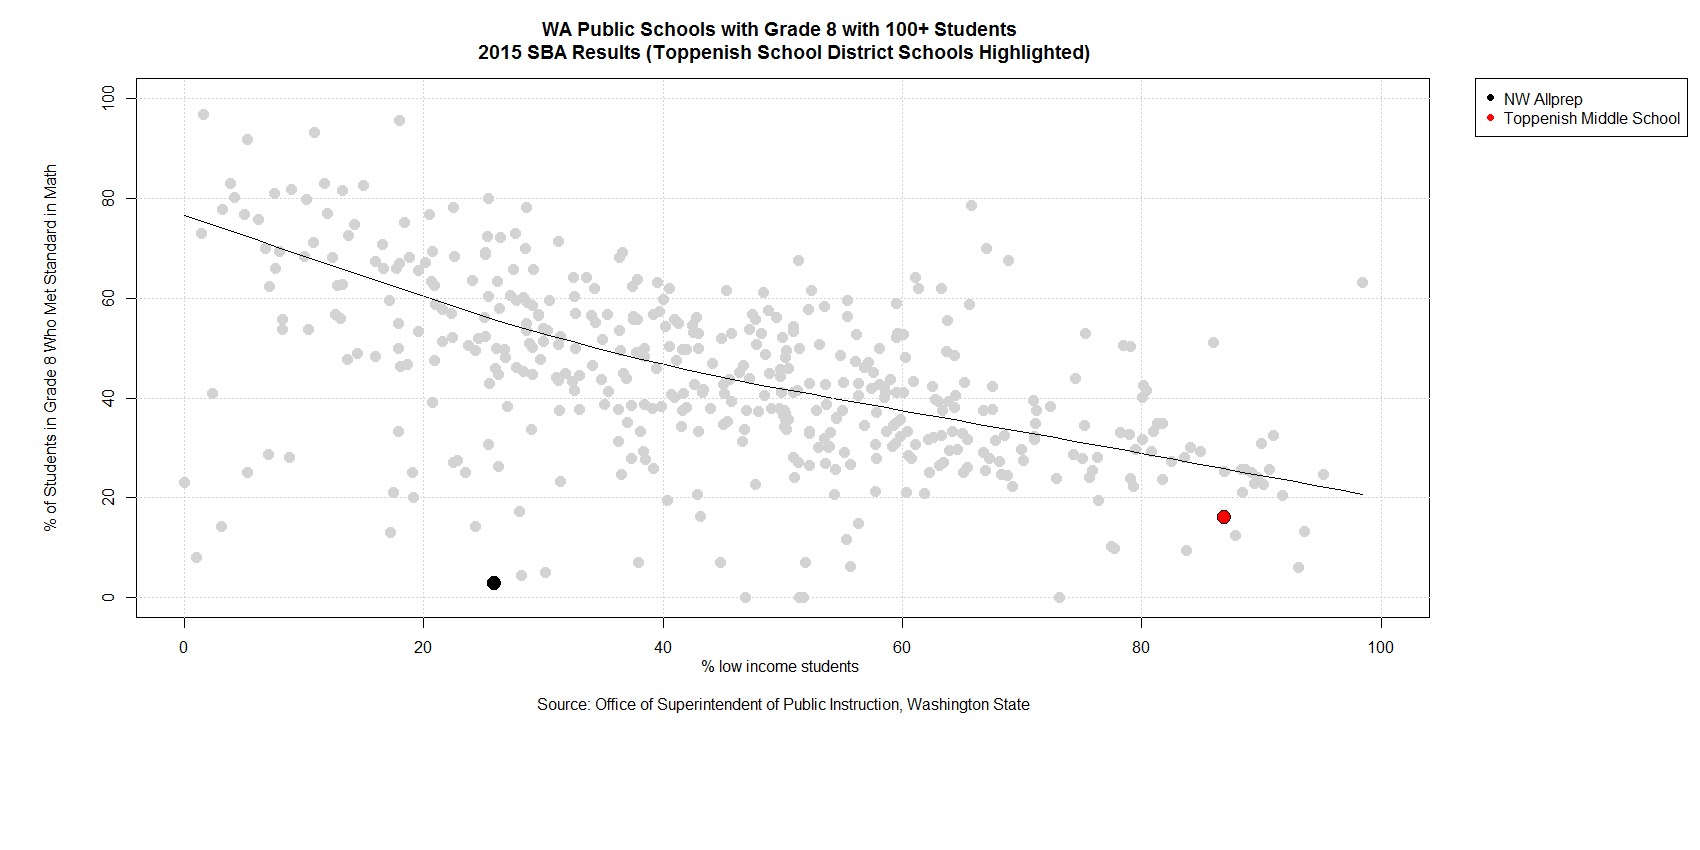 WA Public Schools with Grade 8 with 100+ Students
2015 SBA Results (Toppenish School District Schools Highlighted)
NW Allprep
Toppenish Middle School
% of Students in Grade 8 Who Met Standard in Math
100
80
60
40
20
0
0 20 40 60 80 100
% low income students
Source: Office of Superintendent of Public Instruction, Washington State